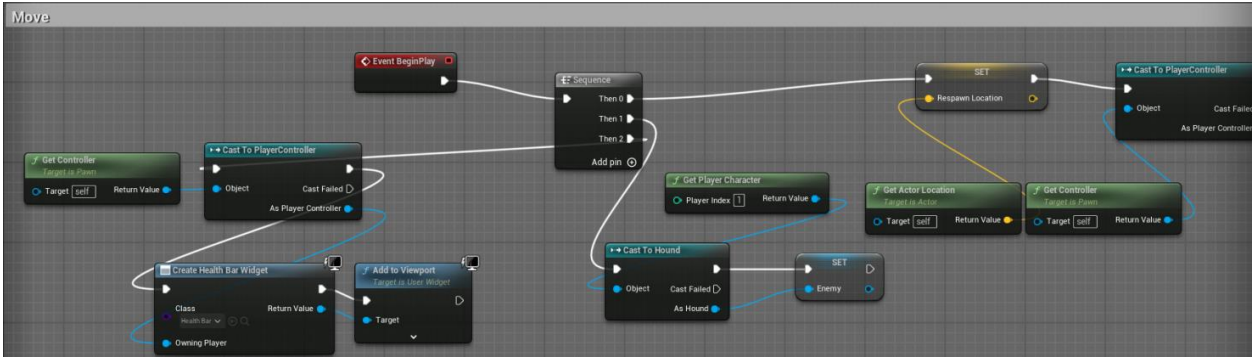 Move
Event BeginPlay
Sequence
Then 0
Then 1
Then 2
Add pin
SET
Respawn Location
Cast To PlayerController
Object
Cast Failed
As Player Controller
Get Controller
Target is Pawn
Target self
Return Value
Cast To PlayerController
Object
Cast Failed
As Player Controller
Get Player Character
Player Index 1
Return Value
Get Actor Location
Target is Actor
Target self
Return Value
Get Controller
Target is Pawn
Target self
Return Value
Create Health Bar Widget
Class
Health Bar
Return Value
Owning Player
Add to Viewport
Target is User Widget
Target
Cast To Hound
Object
Cast Failed
As Hound
SET
Enemy